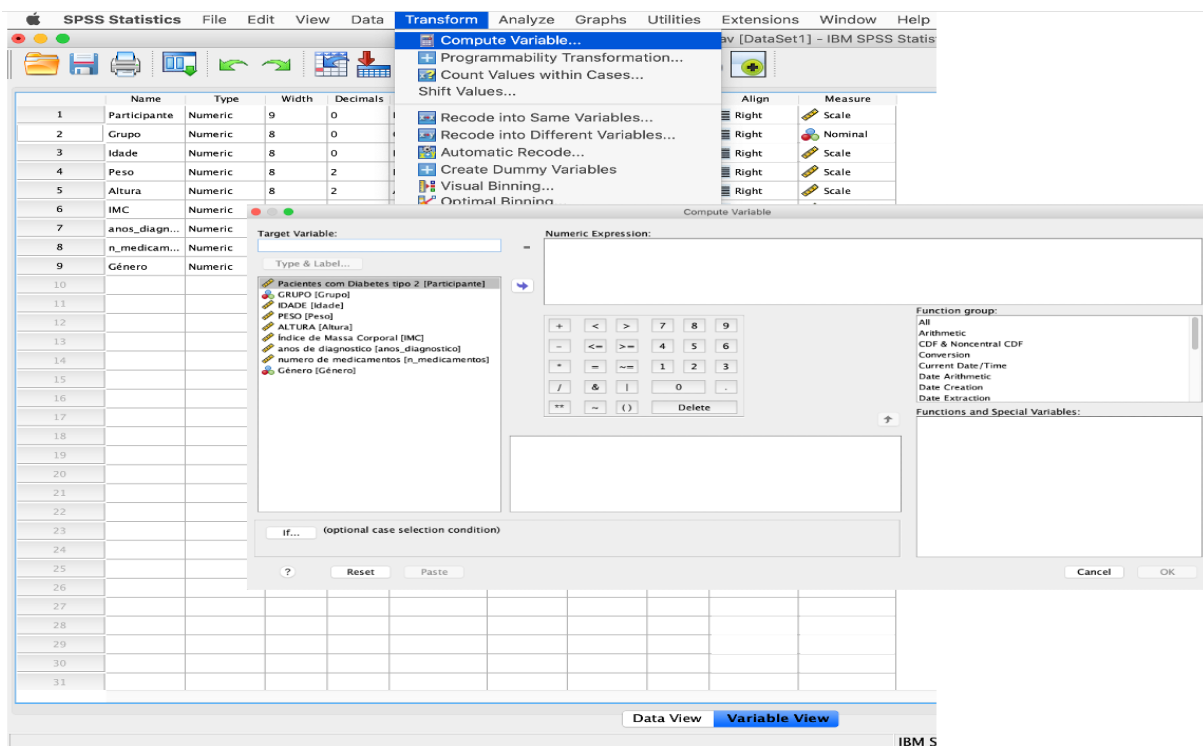 SPSS Statistics File Edit View Data Transform Analyze Graphs Utilities Extensions Window Help
Compute Variable...
av [DataSet1] - IBM SPSS Statis
Programmability Transformation...
Count Values within Cases...
Shift Values...
Recode into Same Variables...
Recode into Different Variables...
Automatic Recode...
Create Dummy Variables
Visual Binning...
Optimal Binning
Name Type Width Decimals Align Measure
1 Participante Numeric 9 0 Right Scale
2 Grupo Numeric 8 0 Right Nominal
3 Idade Numeric 8 0 Right Scale
4 Peso Numeric 8 2 Right Scale
5 Altura Numeric 8 2 Right Scale
6 IMC Numeric
7 anos_diagn... Numeric
8 n_medicam... Numeric
9 Género Numeric
10
11
12
13
14
15
16
17
18
19
20
21
22
23
24
25
26
27
28
29
30
31
Compute Variable
Target Variable:
=
Numeric Expression:
Type & Label...
Pacientes com Diabetes tipo 2 [Participante]
GRUPO [Grupo]
IDADE [Idade]
PESO [Peso]
ALTURA [Altura]
Índice de Massa Corporal [IMC]
anos de diagnostico [anos_diagnostico]
numero de medicamentos [n_medicamentos]
Género [Género]
+ < > 7 8 9
- <= >= 4 5 6
* = ~= 1 2 3
/ & | 0 .
** ~ () Delete
Function group:
All
Arithmetic
CDF & Noncentral CDF
Conversion
Current Date/Time
Date Arithmetic
Date Creation
Date Extraction
Functions and Special Variables:
If... (optional case selection condition)
? Reset Paste Cancel OK
Data View Variable View
IBM S